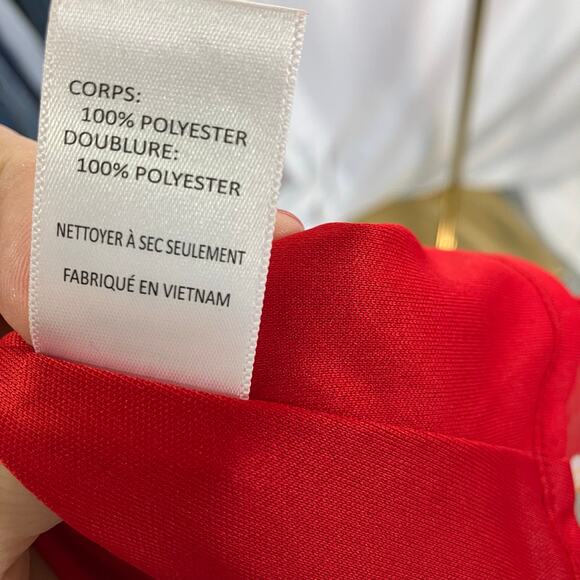 CORPS:
100% POLYESTER
DOUBLURE:
100% POLYESTER
NETTOYER À SEC SEULEMENT
FABRIQUÉ EN VIETNAM